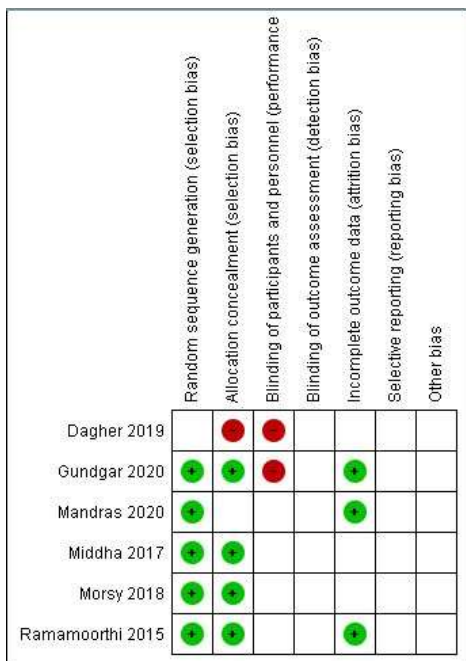 Random sequence generation (selection bias)
Allocation concealment (selection bias)
Blinding of participants and personnel (performance
Blinding of outcome assessment (detection bias)
Incomplete outcome data (attrition bias)
Selective reporting (reporting bias)
Other bias
Dagher 2019 - -
Gundgar 2020 + + - +
Mandras 2020 + +
Middha 2017 + +
Morsy 2018 + +
Ramamoorthi 2015 + + +